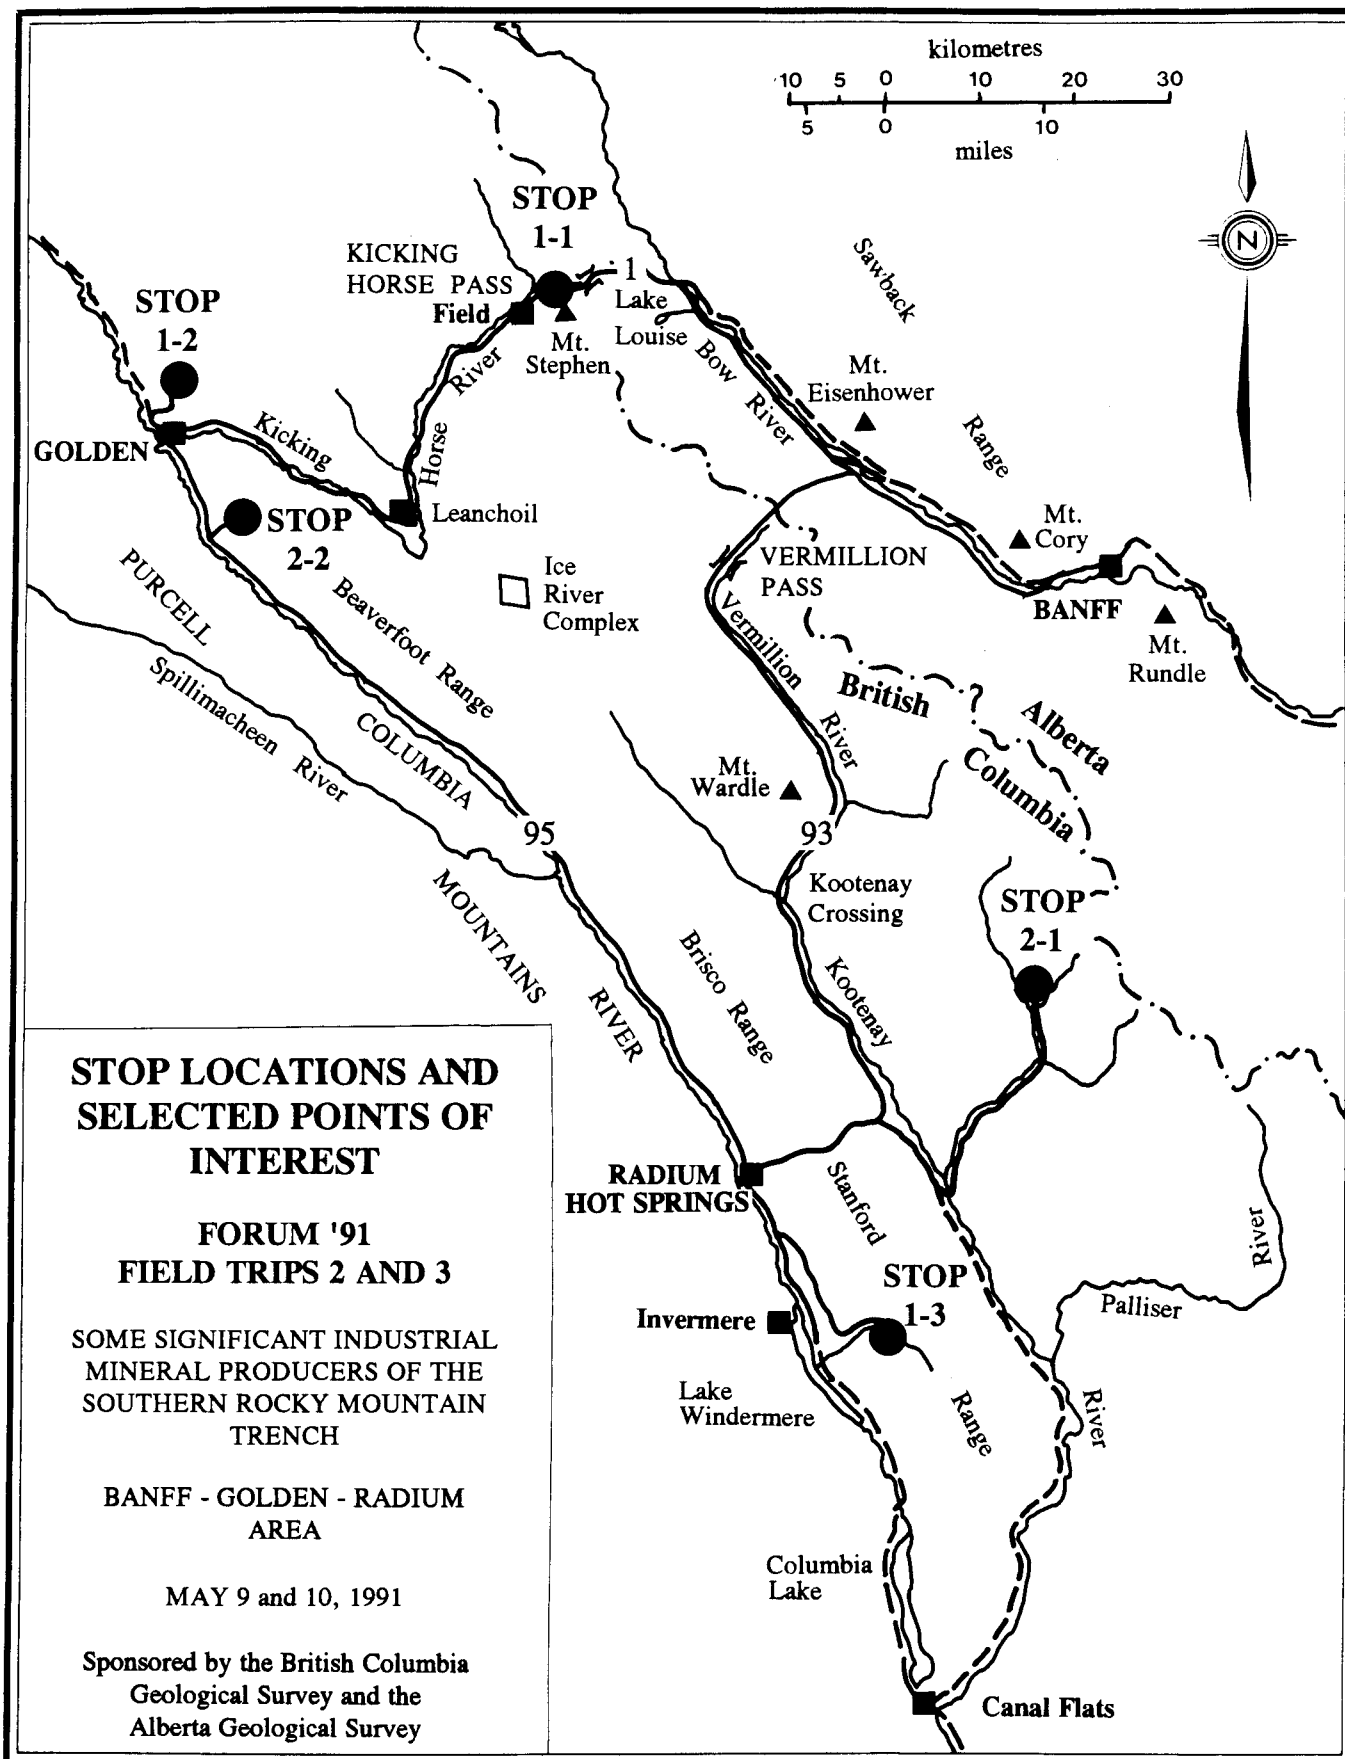 kilometres
10 5 0 10 20 30
5 0 10
miles
N
STOP
1-1
KICKING
HORSE PASS
Field
1
Lake
Louise
Mt.
Stephen
Sawback
Range
STOP
1-2
GOLDEN
Kicking
Horse
River
Leanchoil
Bow
River
Mt.
Eisenhower
Mt.
Cory
BANFF
Mt.
Rundle
STOP
2-2
VERMILLION
PASS
Ice
River
Complex
PURCELL
MOUNTAINS
Beaverfoot Range
Spillimacheen River
COLUMBIA
RIVER
Vermillion
River
British
Columbia
Alberta
Mt.
Wardle
95
93
Kootenay
Crossing
STOP
2-1
Brisco Range
Kootenay
River
RADIUM
HOT SPRINGS
Stanford
Range
STOP
1-3
Invermere
Palliser
River
Lake
Windermere
Columbia
Lake
Canal Flats
STOP LOCATIONS AND
SELECTED POINTS OF
INTEREST
FORUM '91
FIELD TRIPS 2 AND 3
SOME SIGNIFICANT INDUSTRIAL
MINERAL PRODUCERS OF THE
SOUTHERN ROCKY MOUNTAIN
TRENCH
BANFF - GOLDEN - RADIUM
AREA
MAY 9 and 10, 1991
Sponsored by the British Columbia
Geological Survey and the
Alberta Geological Survey